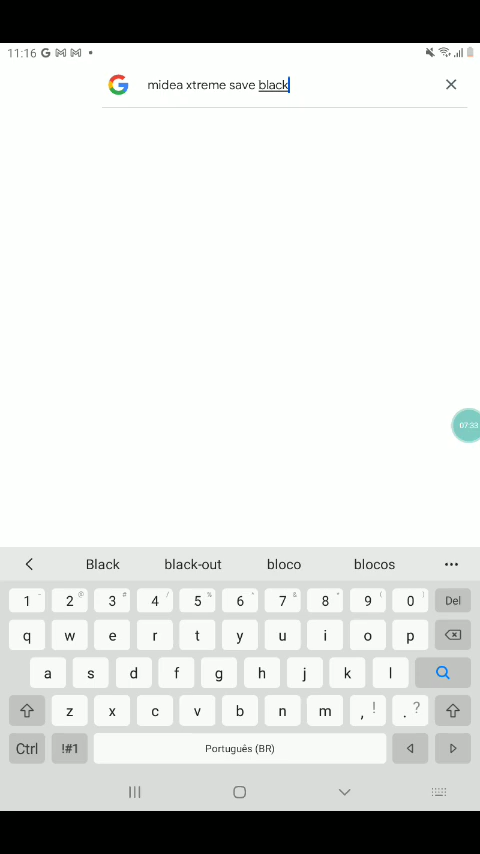 11:16
midea xtreme save black
07:33
Black black-out bloco blocos
1 - 2 @ 3 # 4 / 5 % 6 ^ 7 & 8 * 9 ( 0 ) Del
q w e r t y u i o p
a s d f g h j k l
z x c v b n m , ! . ?
Ctrl !#1 Português (BR)